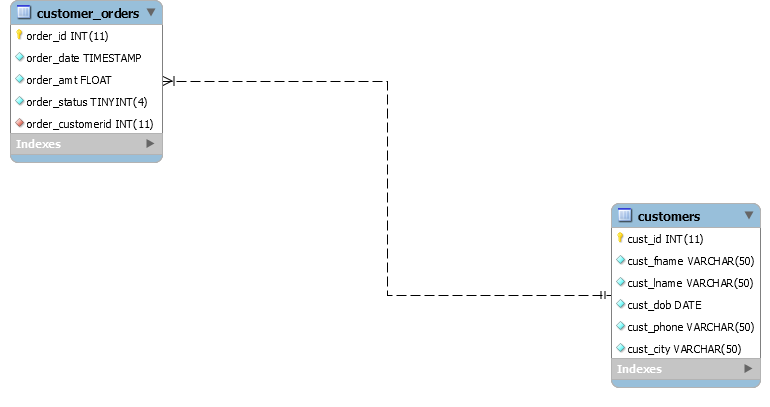 customer_orders
order_id INT(11)
order_date TIMESTAMP
order_amt FLOAT
order_status TINYINT(4)
order_customerid INT(11)
Indexes
customers
cust_id INT(11)
cust_fname VARCHAR(50)
cust_lname VARCHAR(50)
cust_dob DATE
cust_phone VARCHAR(50)
cust_city VARCHAR(50)
Indexes